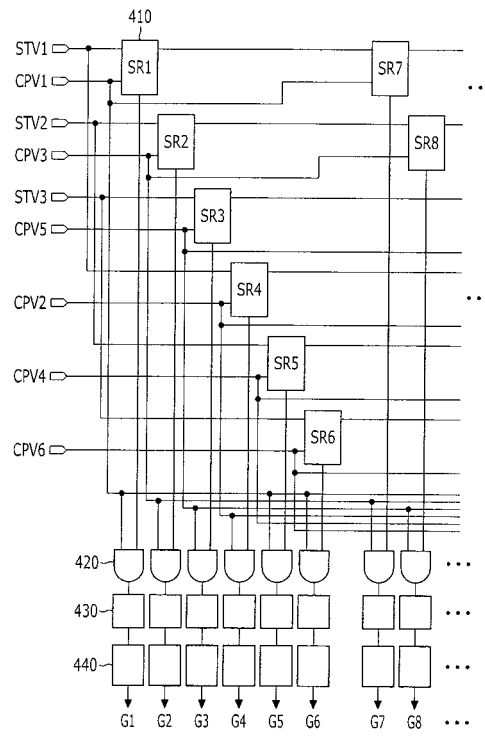 410
STV1
SR1
SR7
CPV1
STV2
SR2
SR8
CPV3
STV3
SR3
CPV5
SR4
CPV2
SR5
CPV4
SR6
CPV6
420
430
440
G1 G2 G3 G4 G5 G6 G7 G8